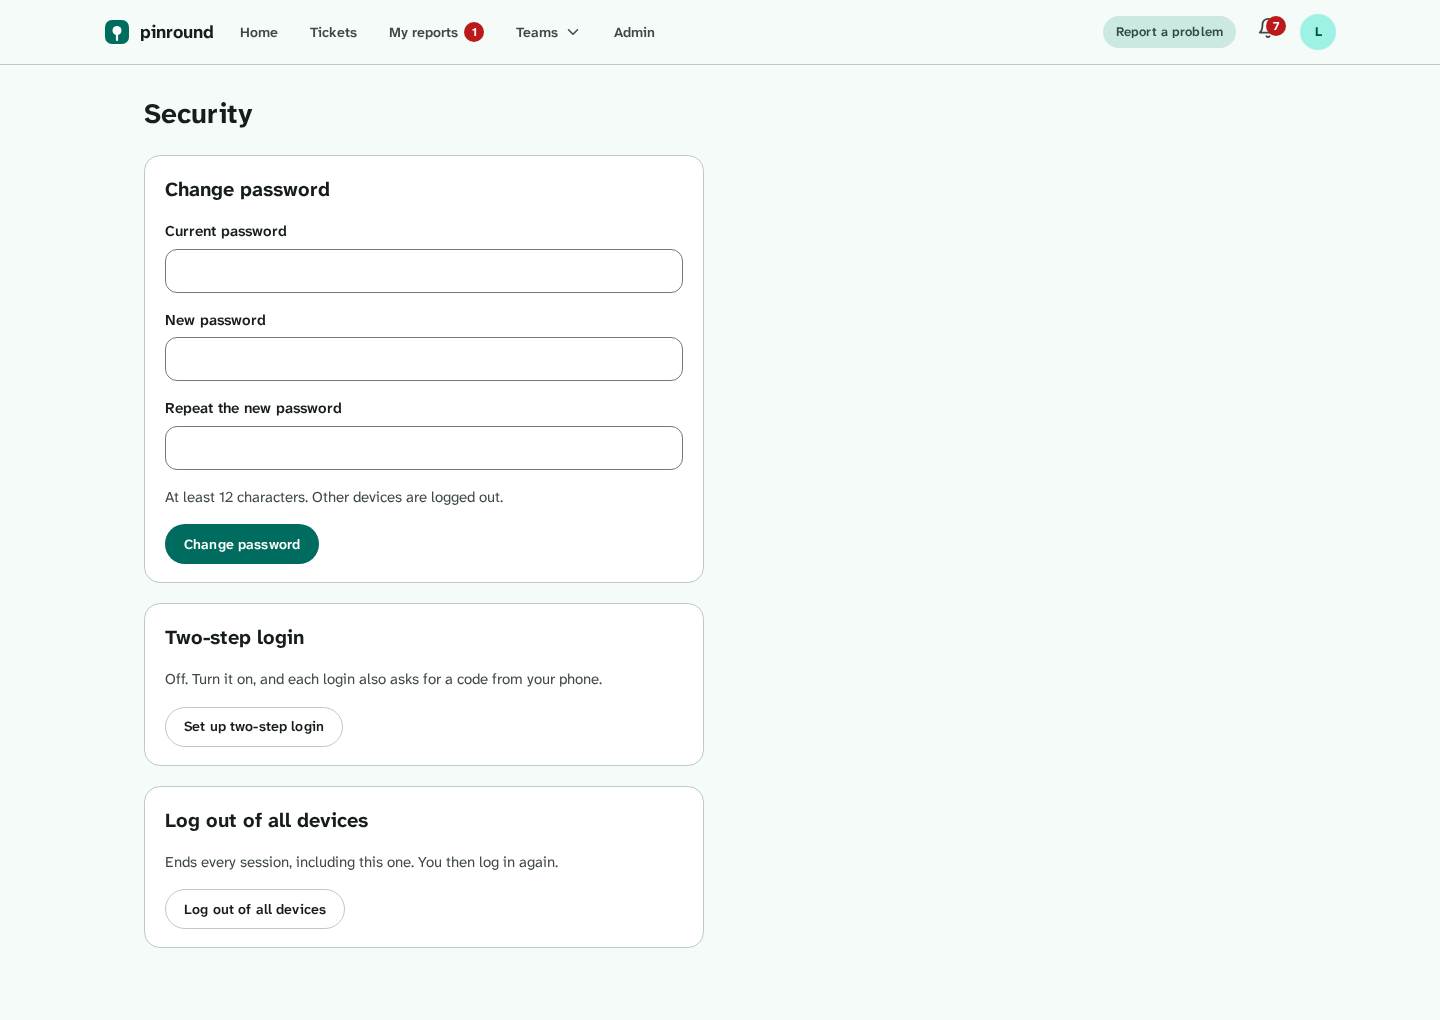 pinround
Home
Tickets
My reports 1
Teams
Admin
Report a problem
7
L
Security
Change password
Current password
New password
Repeat the new password
At least 12 characters. Other devices are logged out.
Change password
Two-step login
Off. Turn it on, and each login also asks for a code from your phone.
Set up two-step login
Log out of all devices
Ends every session, including this one. You then log in again.
Log out of all devices